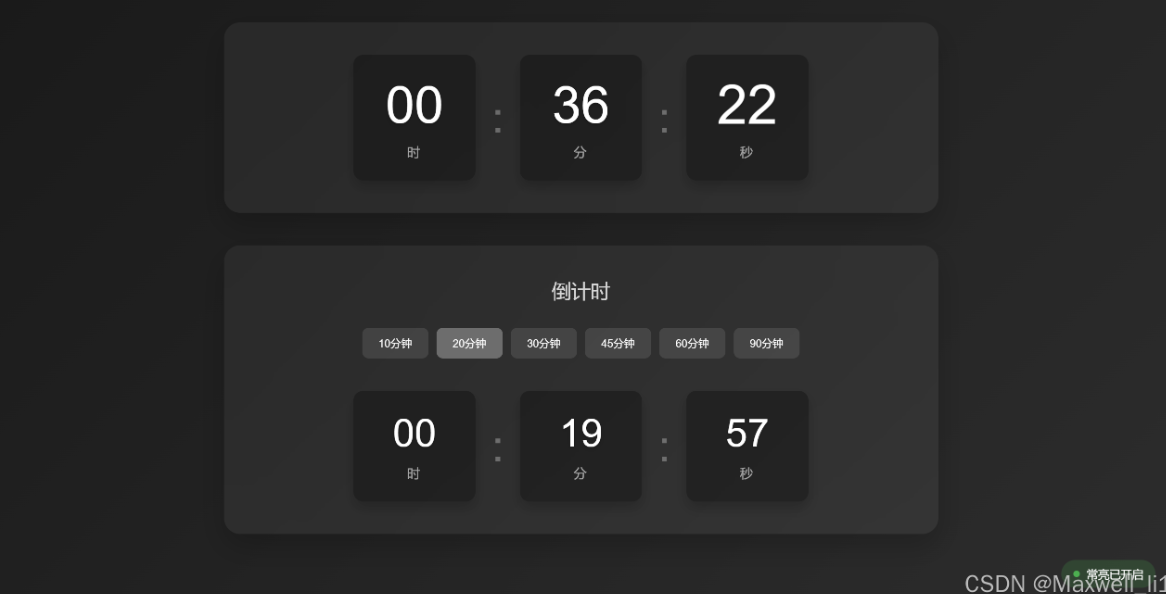 00 : 36 : 22
时 分 秒
倒计时
10分钟 20分钟 30分钟 45分钟 60分钟 90分钟
00 : 19 : 57
时 分 秒
常亮已开启
CSDN @Maxwell_li1